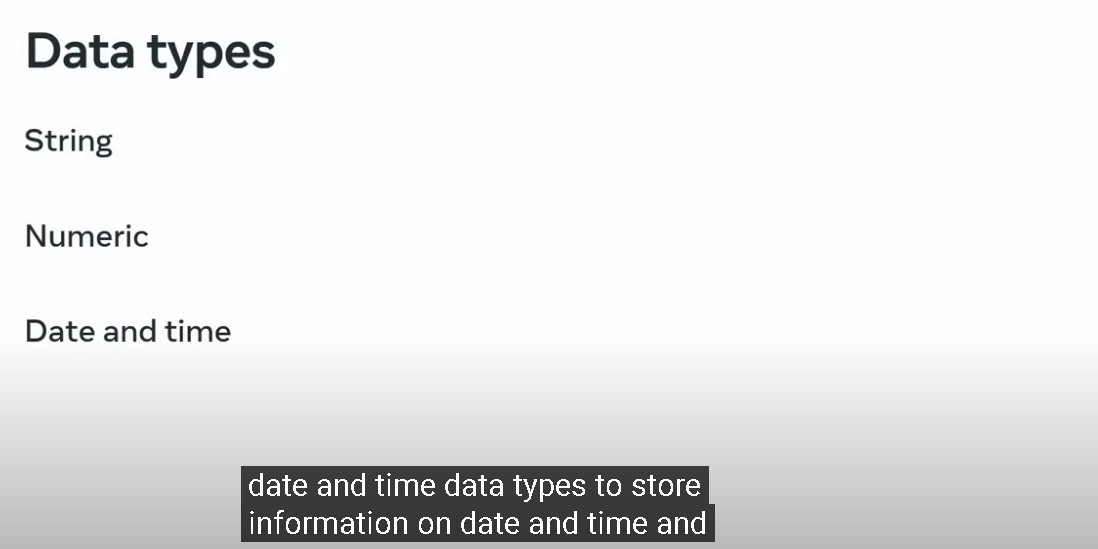 Data types
String
Numeric
Date and time
date and time data types to store
information on date and time and